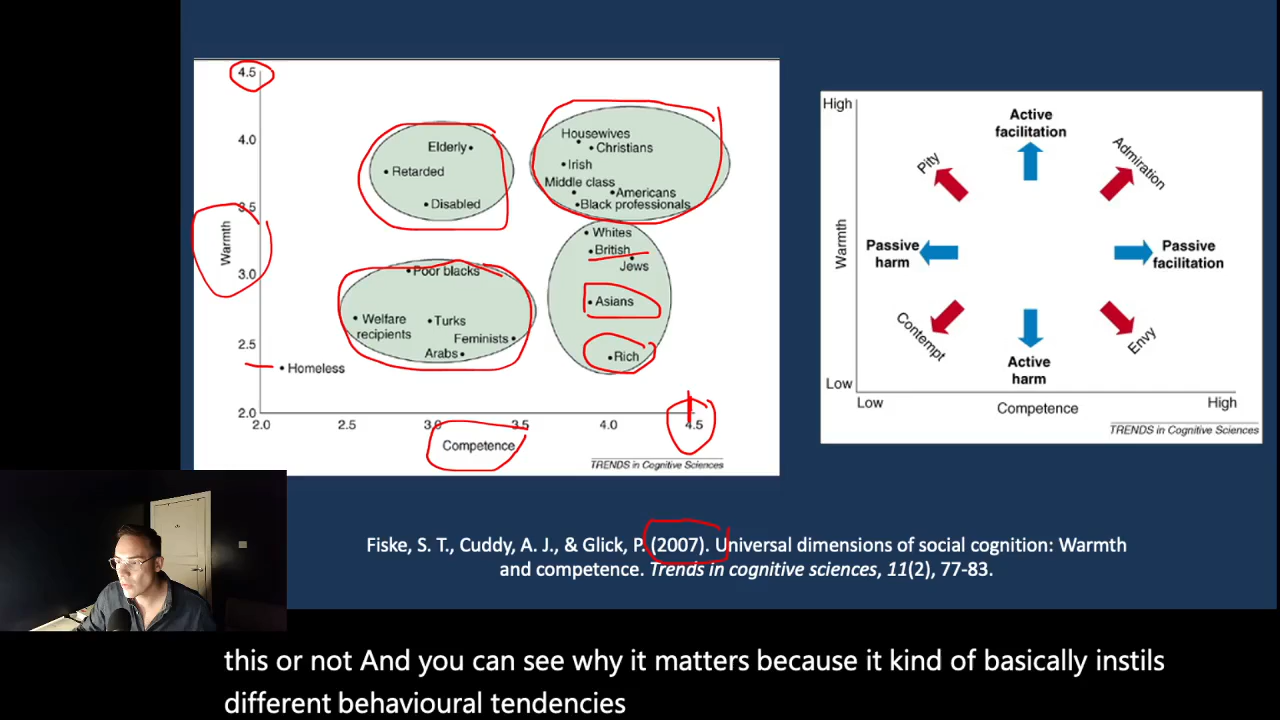 4.5
4.0
3.5
3.0
2.5
2.0
Warmth
Elderly
Retarded
Disabled
Housewives
Christians
Irish
Middle class
Americans
Black professionals
Whites
British
Jews
Asians
Rich
Poor blacks
Welfare
recipients
Turks
Feminists
Arabs
Homeless
2.0 2.5 3.0 3.5 4.0 4.5
Competence
TRENDS in Cognitive Sciences
High
Active
facilitation
Pity
Admiration
Warmth
Passive
harm
Passive
facilitation
Contempt
Envy
Active
harm
Low
Low
High
Competence
TRENDS in Cognitive Sciences
Fiske, S. T., Cuddy, A. J., & Glick, P. (2007). Universal dimensions of social cognition: Warmth
and competence. Trends in cognitive sciences, 11(2), 77-83.
this or not And you can see why it matters because it kind of basically instils
different behavioural tendencies